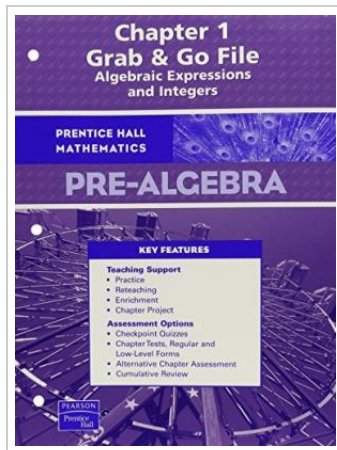 Chapter 1
Grab & Go File
Algebraic Expressions
and Integers
PRENTICE HALL
MATHEMATICS
PRE-ALGEBRA
KEY FEATURES
Teaching Support
• Practice
• Reteaching
• Enrichment
• Chapter Project
Assessment Options
• Checkpoint Quizzes
• Chapter Tests, Regular and
Low-Level Forms
• Alternative Chapter Assessment
• Cumulative Review
PEARSON
Prentice
Hall